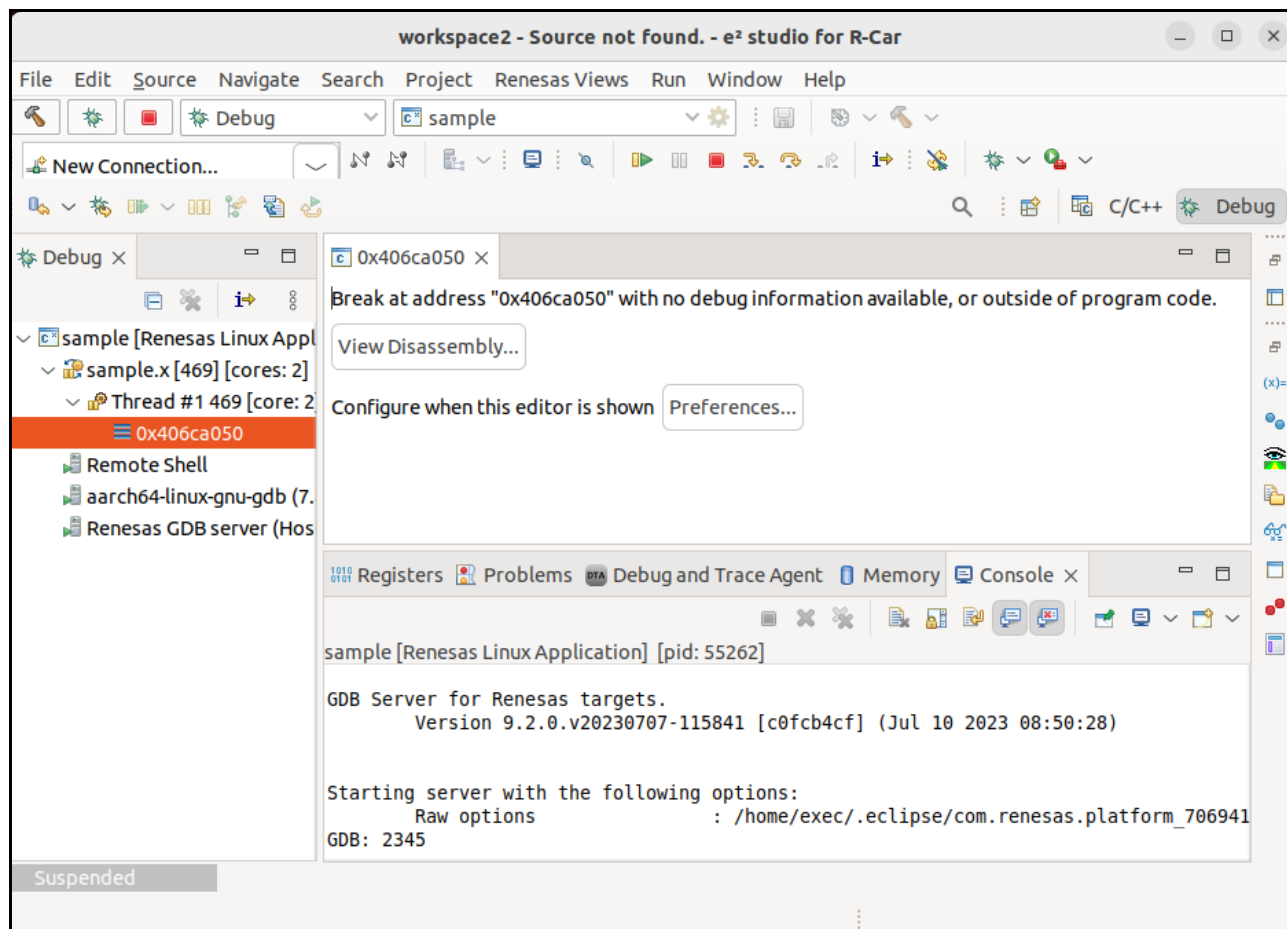 workspace2 - Source not found. - e² studio for R-Car
File Edit Source Navigate Search Project Renesas Views Run Window Help
Debug sample
New Connection...
C/C++ Debug
Debug
0x406ca050
Break at address "0x406ca050" with no debug information available, or outside of program code.
View Disassembly...
Configure when this editor is shown Preferences...
sample [Renesas Linux Appl
sample.x [469] [cores: 2]
Thread #1 469 [core: 2
0x406ca050
Remote Shell
aarch64-linux-gnu-gdb (7.
Renesas GDB server (Hos
Registers Problems DTA Debug and Trace Agent Memory Console
sample [Renesas Linux Application] [pid: 55262]
GDB Server for Renesas targets.
Version 9.2.0.v20230707-115841 [c0fcb4cf] (Jul 10 2023 08:50:28)
Starting server with the following options:
Raw options : /home/exec/.eclipse/com.renesas.platform_706941
GDB: 2345
Suspended